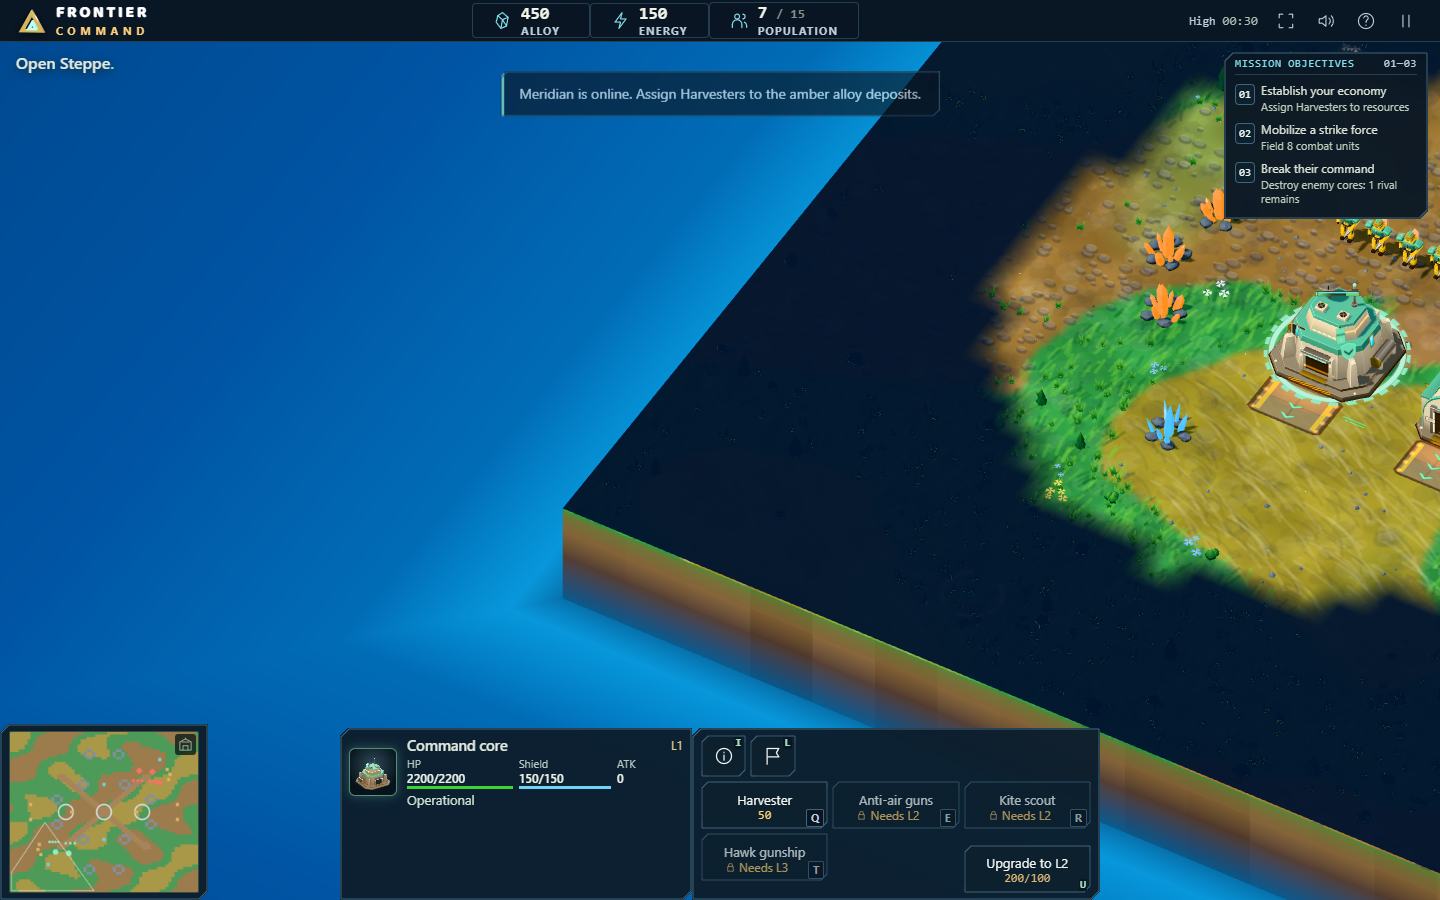 FRONTIER
COMMAND
450
ALLOY
150
ENERGY
7 / 15
POPULATION
High 00:30
Open Steppe.
Meridian is online. Assign Harvesters to the amber alloy deposits.
MISSION OBJECTIVES 01—03
01 Establish your economy
Assign Harvesters to resources
02 Mobilize a strike force
Field 8 combat units
03 Break their command
Destroy enemy cores: 1 rival
remains
Command core L1
HP Shield ATK
2200/2200 150/150 0
Operational
I L
Harvester
50 Q
Anti-air guns
Needs L2 E
Kite scout
Needs L2 R
Hawk gunship
Needs L3 T
Upgrade to L2
200/100 U